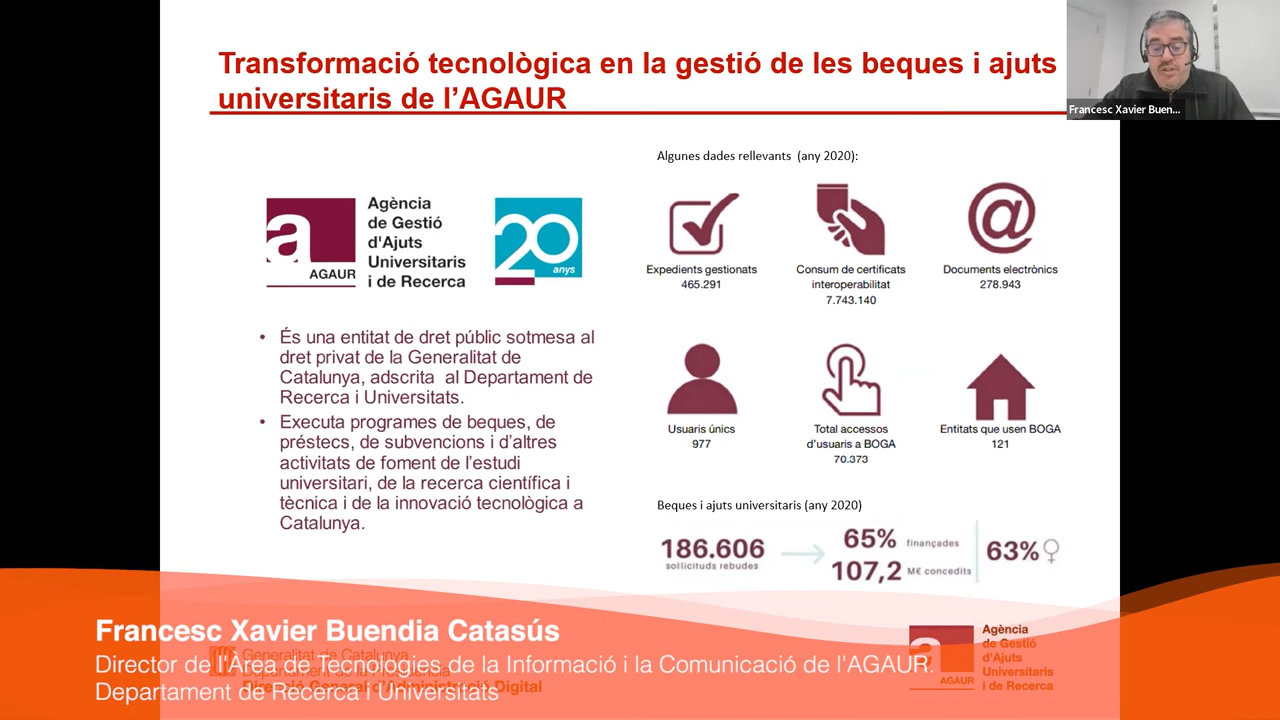 Transformació tecnològica en la gestió de les beques i ajuts
universitaris de l'AGAUR
Francesc Xavier Buen...
a
AGAUR
Agència
de Gestió
d'Ajuts
Universitaris
i de Recerca
20
anys
• És una entitat de dret públic sotmesa al
dret privat de la Generalitat de
Catalunya, adscrita al Departament de
Recerca i Universitats.
• Executa programes de beques, de
préstecs, de subvencions i d'altres
activitats de foment de l'estudi
universitari, de la recerca científica i
tècnica i de la innovació tecnològica a
Catalunya.
Algunes dades rellevants (any 2020):
Expedients gestionats
465.291
Consum de certificats
interoperabilitat
7.743.140
@
Documents electrònics
278.943
Usuaris únics
977
Total accessos
d'usuaris a BOGA
70.373
Entitats que usen BOGA
121
Beques i ajuts universitaris (any 2020)
186.606
sol·licituds rebudes
65% finançades
107,2 M€ concedits
63%
Francesc Xavier Buendia Catasús
Director de l'Àrea de Tecnologies de la Informació i la Comunicació de l'AGAUR.
Departament de Recerca i Universitats
Generalitat de Catalunya
Departament de la Presidència
Direcció General d'Administració Digital
a
AGAUR
Agència
de Gestió
d'Ajuts
Universitaris
i de Recerca